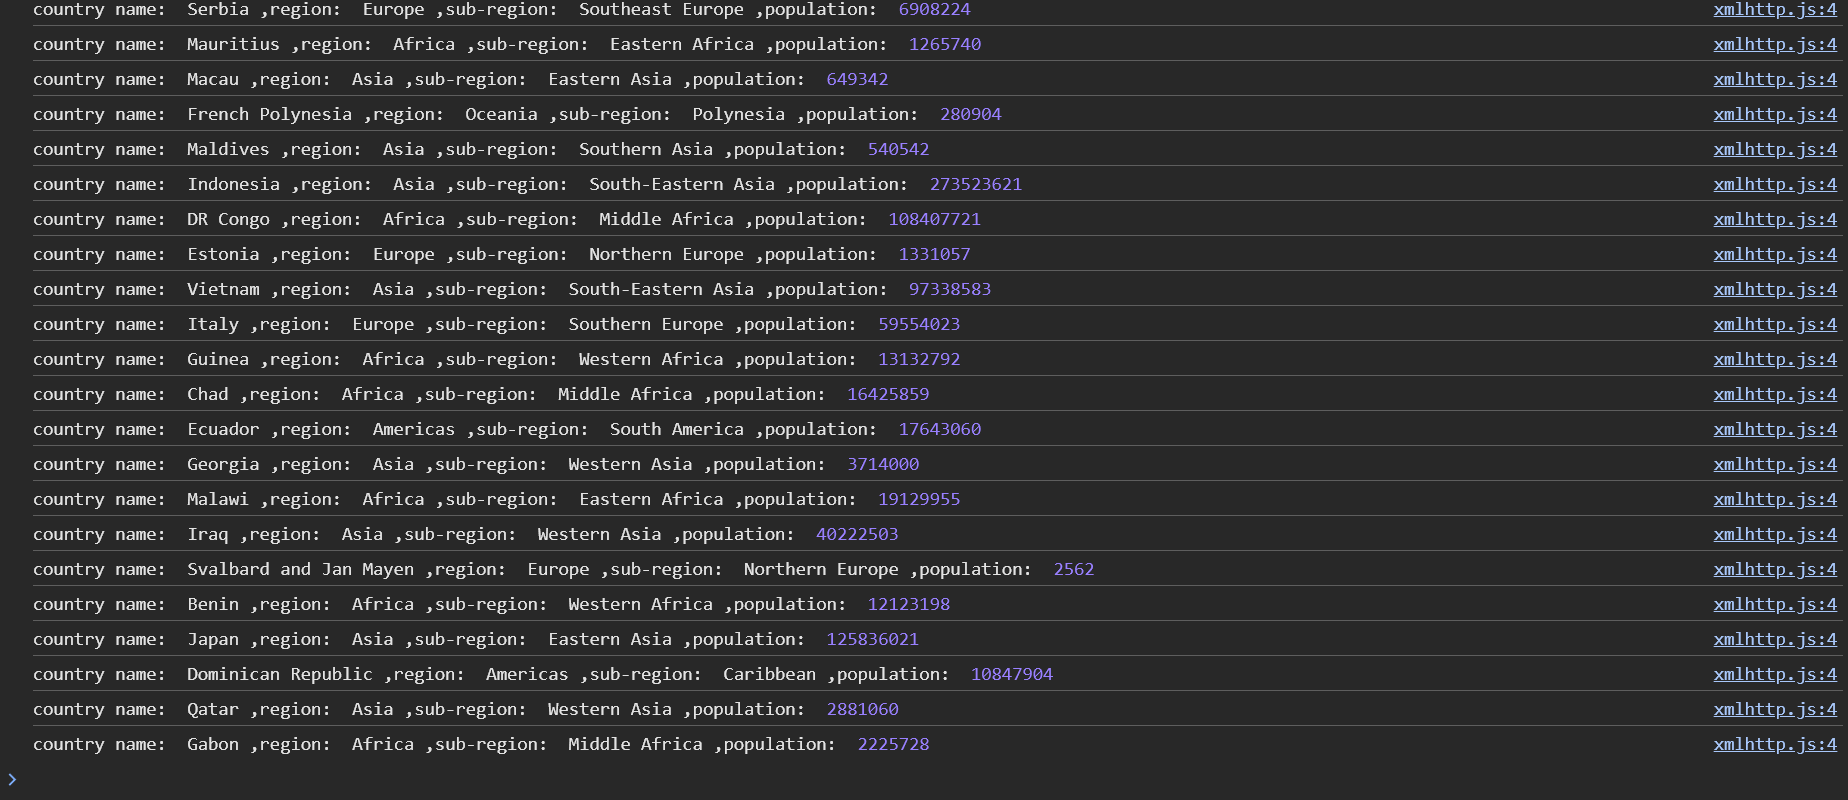 country name:  Serbia ,region:  Europe ,sub-region:  Southeast Europe ,population:  6908224 xmlhttp.js:4
country name:  Mauritius ,region:  Africa ,sub-region:  Eastern Africa ,population:  1265740 xmlhttp.js:4
country name:  Macau ,region:  Asia ,sub-region:  Eastern Asia ,population:  649342 xmlhttp.js:4
country name:  French Polynesia ,region:  Oceania ,sub-region:  Polynesia ,population:  280904 xmlhttp.js:4
country name:  Maldives ,region:  Asia ,sub-region:  Southern Asia ,population:  540542 xmlhttp.js:4
country name:  Indonesia ,region:  Asia ,sub-region:  South-Eastern Asia ,population:  273523621 xmlhttp.js:4
country name:  DR Congo ,region:  Africa ,sub-region:  Middle Africa ,population:  108407721 xmlhttp.js:4
country name:  Estonia ,region:  Europe ,sub-region:  Northern Europe ,population:  1331057 xmlhttp.js:4
country name:  Vietnam ,region:  Asia ,sub-region:  South-Eastern Asia ,population:  97338583 xmlhttp.js:4
country name:  Italy ,region:  Europe ,sub-region:  Southern Europe ,population:  59554023 xmlhttp.js:4
country name:  Guinea ,region:  Africa ,sub-region:  Western Africa ,population:  13132792 xmlhttp.js:4
country name:  Chad ,region:  Africa ,sub-region:  Middle Africa ,population:  16425859 xmlhttp.js:4
country name:  Ecuador ,region:  Americas ,sub-region:  South America ,population:  17643060 xmlhttp.js:4
country name:  Georgia ,region:  Asia ,sub-region:  Western Asia ,population:  3714000 xmlhttp.js:4
country name:  Malawi ,region:  Africa ,sub-region:  Eastern Africa ,population:  19129955 xmlhttp.js:4
country name:  Iraq ,region:  Asia ,sub-region:  Western Asia ,population:  40222503 xmlhttp.js:4
country name:  Svalbard and Jan Mayen ,region:  Europe ,sub-region:  Northern Europe ,population:  2562 xmlhttp.js:4
country name:  Benin ,region:  Africa ,sub-region:  Western Africa ,population:  12123198 xmlhttp.js:4
country name:  Japan ,region:  Asia ,sub-region:  Eastern Asia ,population:  125836021 xmlhttp.js:4
country name:  Dominican Republic ,region:  Americas ,sub-region:  Caribbean ,population:  10847904 xmlhttp.js:4
country name:  Qatar ,region:  Asia ,sub-region:  Western Asia ,population:  2881060 xmlhttp.js:4
country name:  Gabon ,region:  Africa ,sub-region:  Middle Africa ,population:  2225728 xmlhttp.js:4